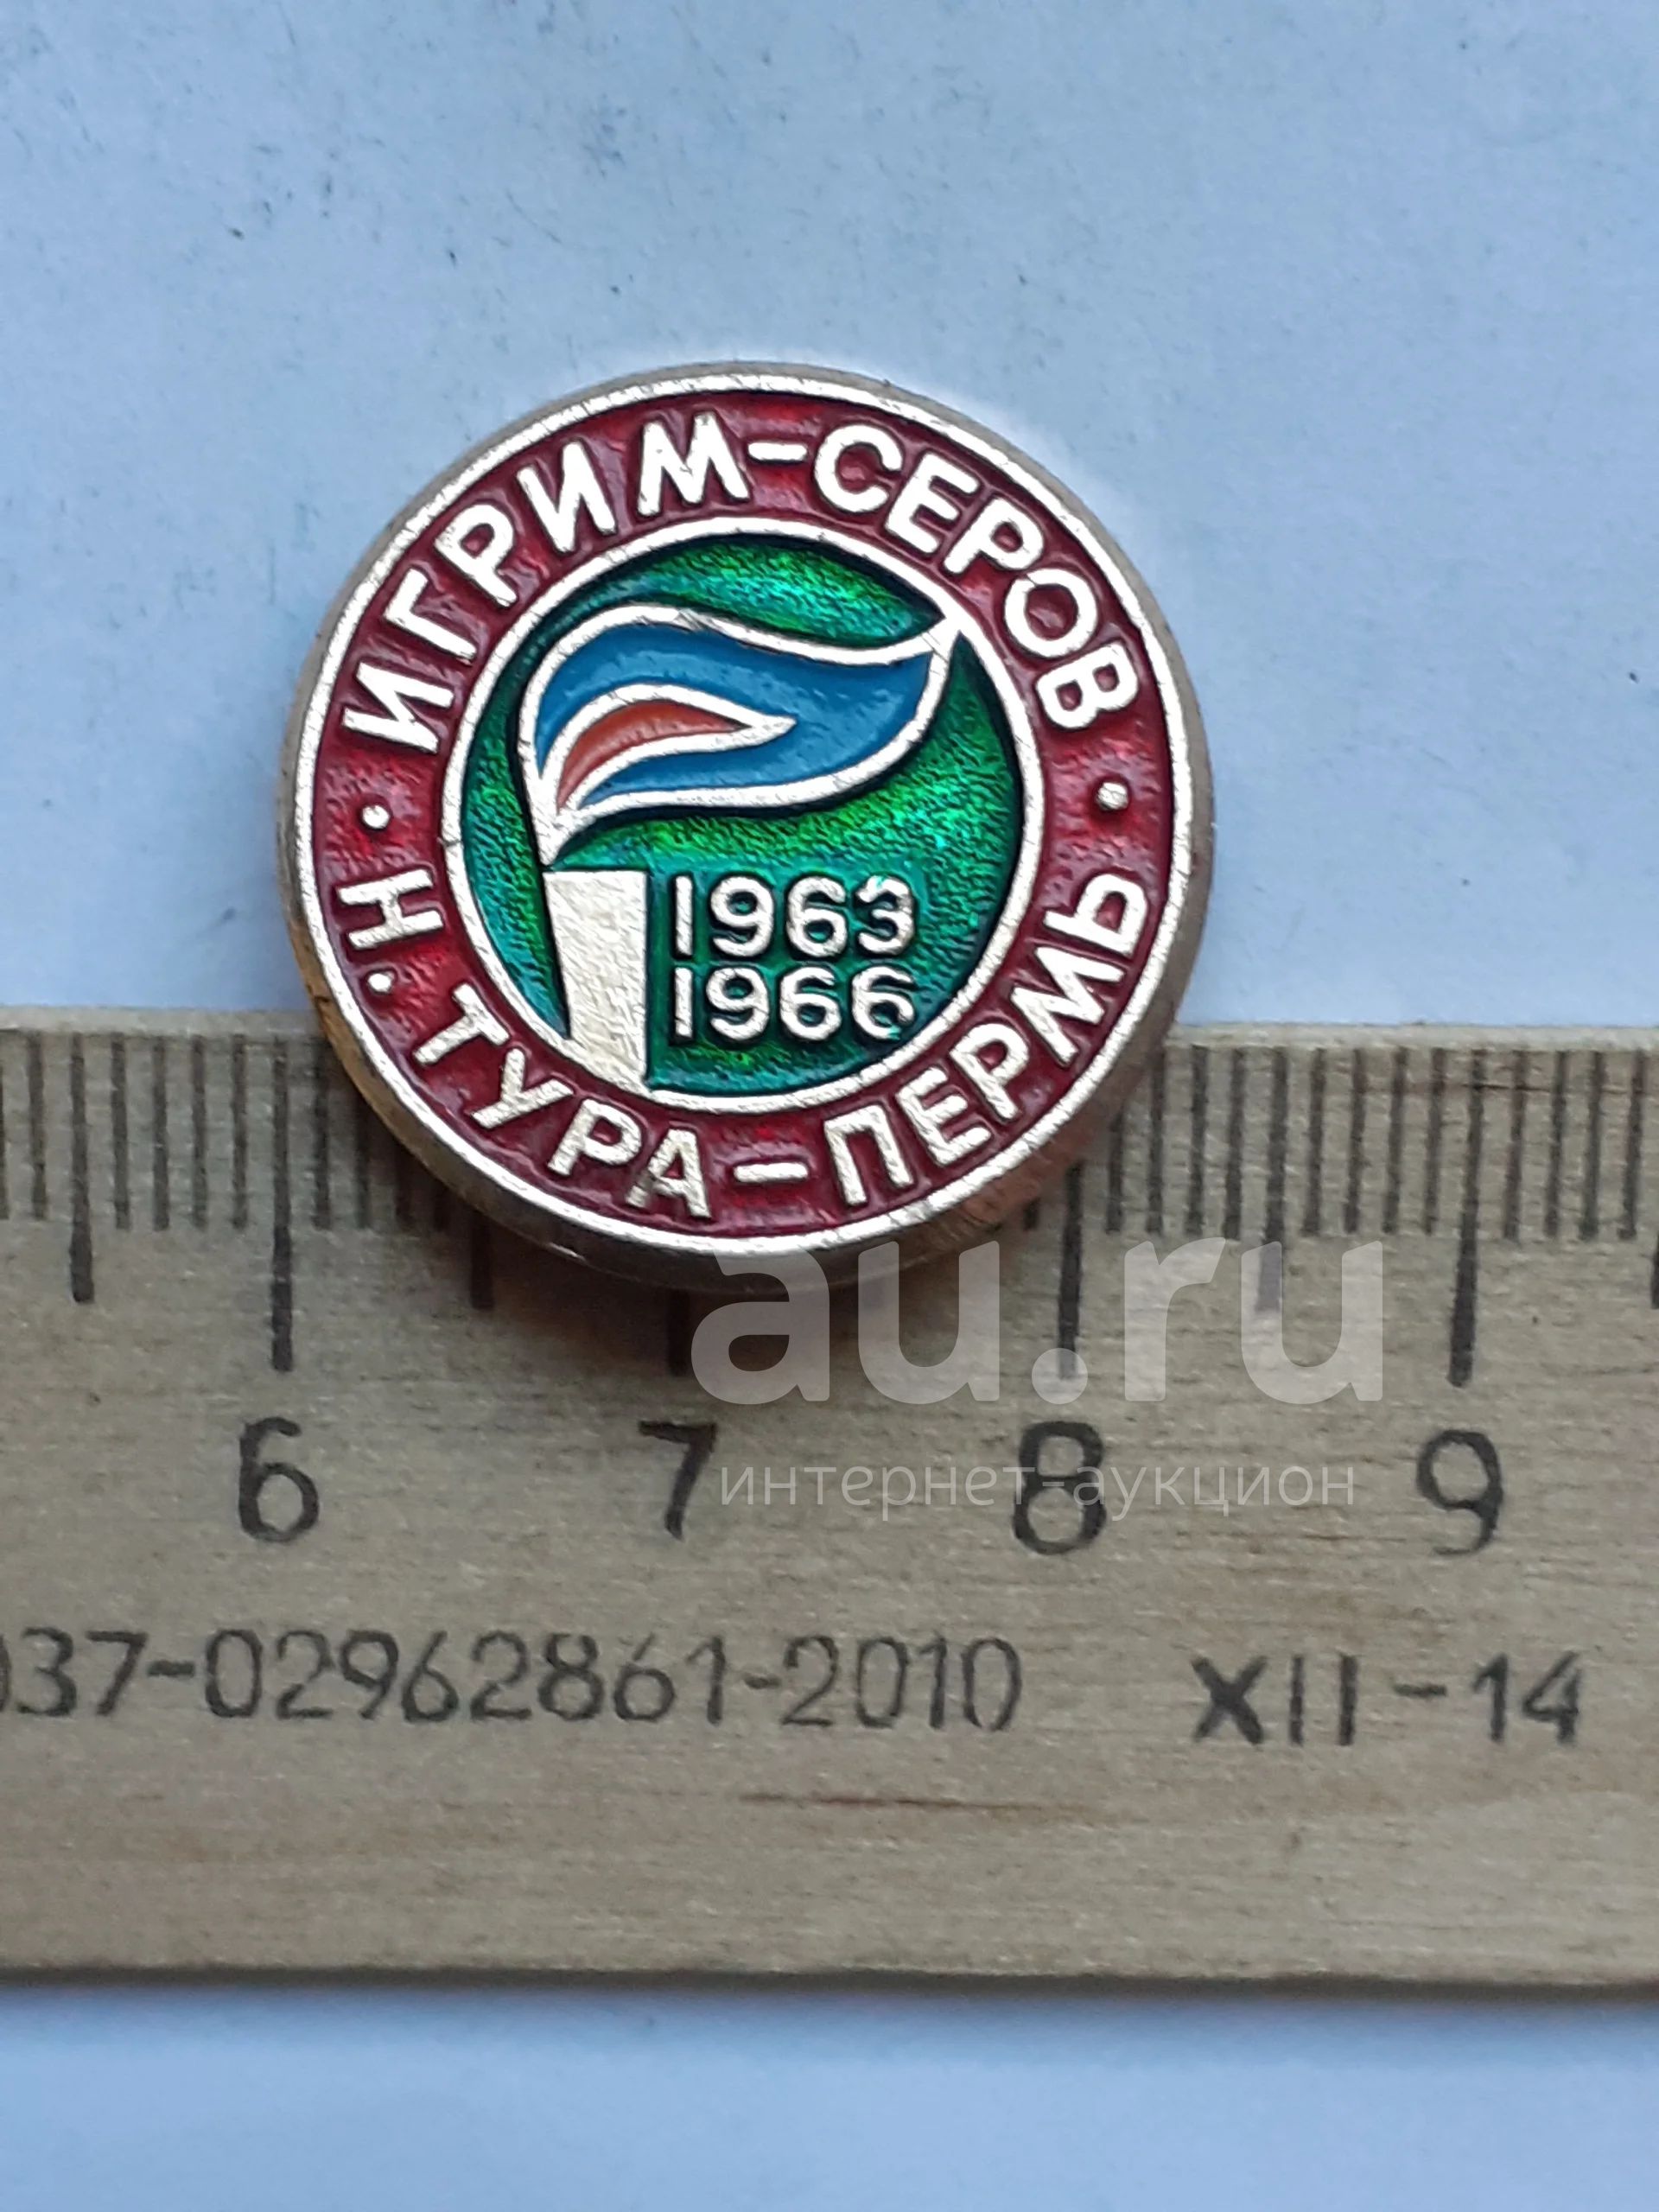 ИГРИМ-СЕРОВ
1963
1966
Н. ТУРА-ПЕРМЬ
au.ru
интернет-аукцион
6 7 8 9
037-02962861-2010 XII-14